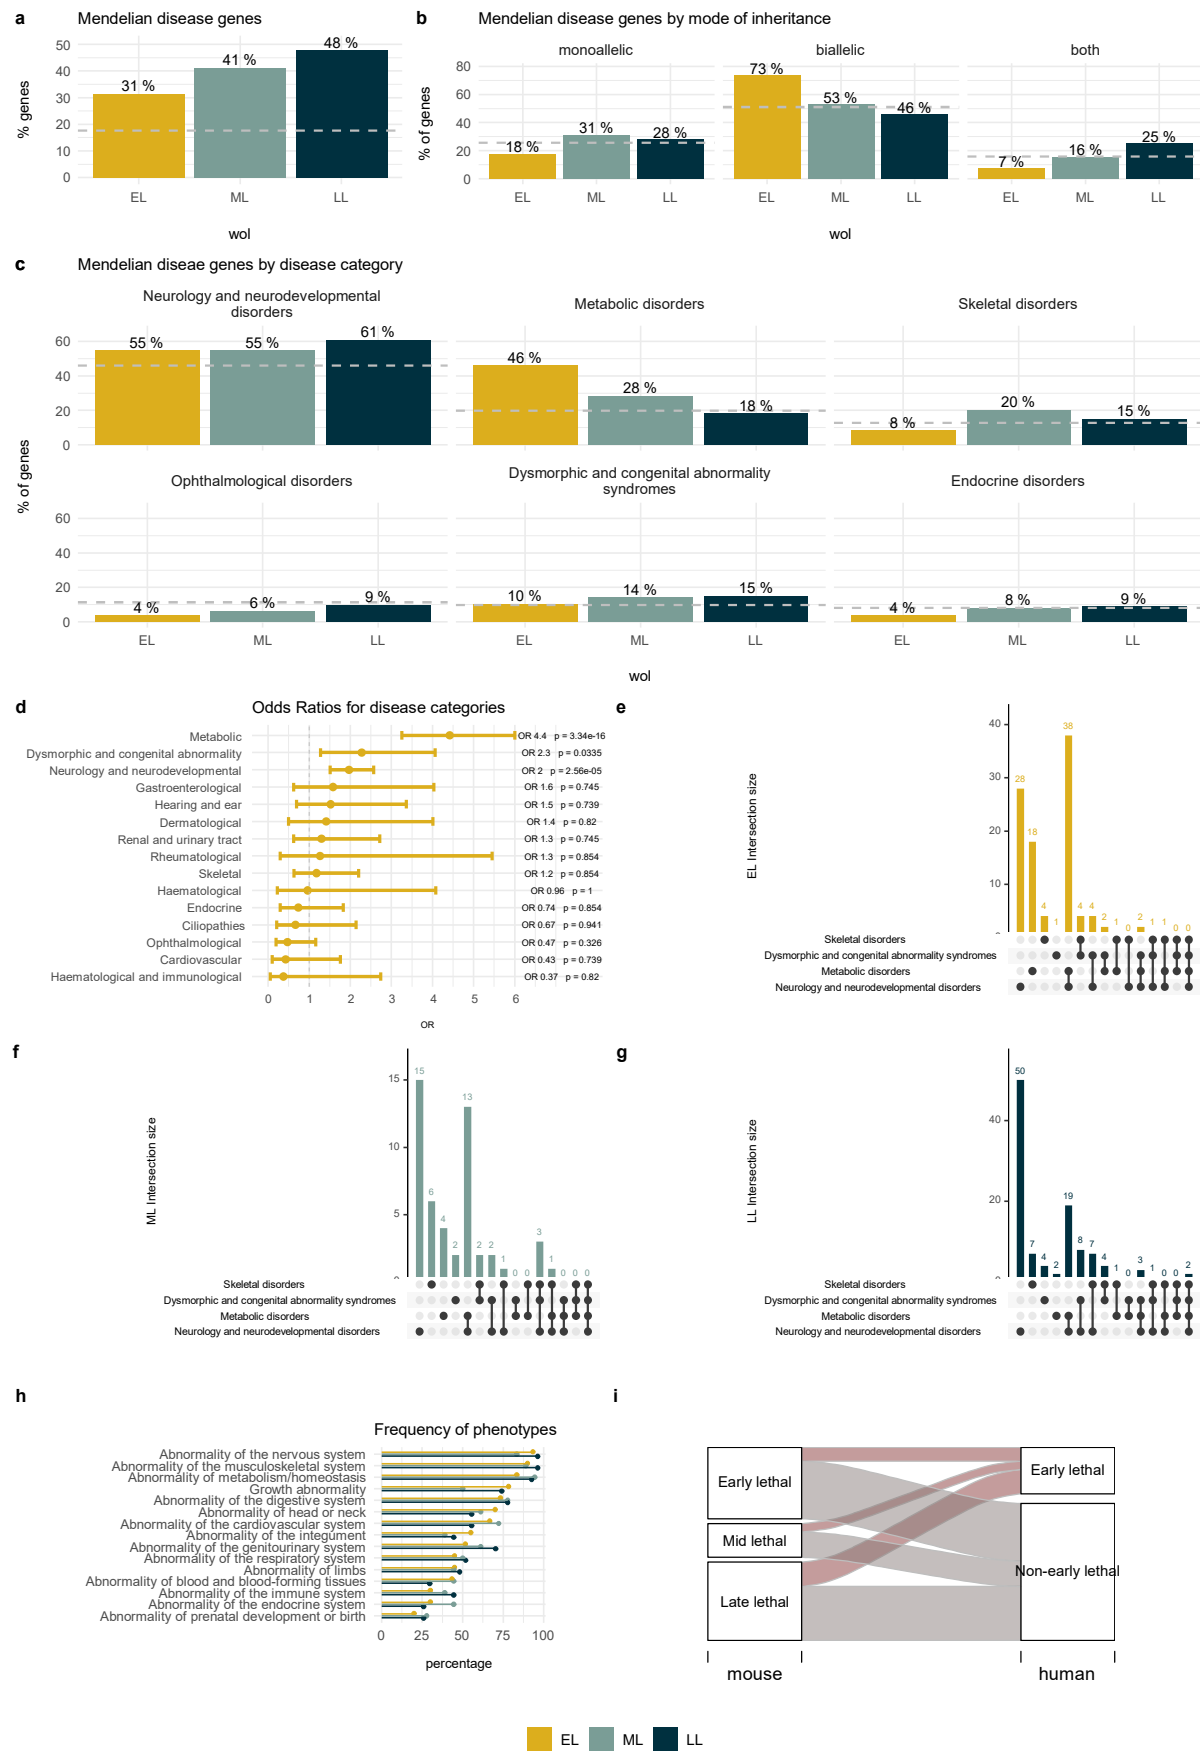 a
Mendelian disease genes
% genes
50
40
30
20
10
0
31 %
41 %
48 %
EL
ML
LL
wol
b
Mendelian disease genes by mode of inheritance
monoallelic
biallelic
both
% of genes
80
60
40
20
0
18 %
31 %
28 %
73 %
53 %
46 %
7 %
16 %
25 %
EL ML LL
EL ML LL
EL ML LL
wol
c
Mendelian diseae genes by disease category
Neurology and neurodevelopmental
disorders
Metabolic disorders
Skeletal disorders
% of genes
60
40
20
0
55 %
55 %
61 %
46 %
28 %
18 %
8 %
20 %
15 %
Ophthalmological disorders
Dysmorphic and congenital abnormality
syndromes
Endocrine disorders
60
40
20
0
4 %
6 %
9 %
10 %
14 %
15 %
4 %
8 %
9 %
EL ML LL
EL ML LL
EL ML LL
wol
d
Odds Ratios for disease categories
Metabolic OR 4.4 p = 3.34e-16
Dysmorphic and congenital abnormality OR 2.3 p = 0.0335
Neurology and neurodevelopmental OR 2 p = 2.56e-05
Gastroenterological OR 1.6 p = 0.745
Hearing and ear OR 1.5 p = 0.739
Dermatological OR 1.4 p = 0.82
Renal and urinary tract OR 1.3 p = 0.745
Rheumatological OR 1.3 p = 0.854
Skeletal OR 1.2 p = 0.854
Haematological OR 0.96 p = 1
Endocrine OR 0.74 p = 0.854
Ciliopathies OR 0.67 p = 0.941
Ophthalmological OR 0.47 p = 0.326
Cardiovascular OR 0.43 p = 0.739
Haematological and immunological OR 0.37 p = 0.82
0 1 2 3 4 5 6
OR
e
EL Intersection size
40
30
20
10
0
28 18 4 1 38 4 4 2 1 0 2 1 1 0 0
Skeletal disorders
Dysmorphic and congenital abnormality syndromes
Metabolic disorders
Neurology and neurodevelopmental disorders
f
ML Intersection size
15
10
5
0
15 6 4 2 13 2 2 1 0 0 3 1 0 0 0
Skeletal disorders
Dysmorphic and congenital abnormality syndromes
Metabolic disorders
Neurology and neurodevelopmental disorders
g
LL Intersection size
40
20
0
50 7 4 2 19 8 7 4 1 0 3 1 0 0 2
Skeletal disorders
Dysmorphic and congenital abnormality syndromes
Metabolic disorders
Neurology and neurodevelopmental disorders
h
Frequency of phenotypes
Abnormality of the nervous system
Abnormality of the musculoskeletal system
Abnormality of metabolism/homeostasis
Growth abnormality
Abnormality of the digestive system
Abnormality of head or neck
Abnormality of the cardiovascular system
Abnormality of the integument
Abnormality of the genitourinary system
Abnormality of the respiratory system
Abnormality of limbs
Abnormality of blood and blood-forming tissues
Abnormality of the immune system
Abnormality of the endocrine system
Abnormality of prenatal development or birth
0 25 50 75 100
percentage
i
Early lethal
Mid lethal
Late lethal
Early lethal
Non-early lethal
mouse
human
EL ML LL